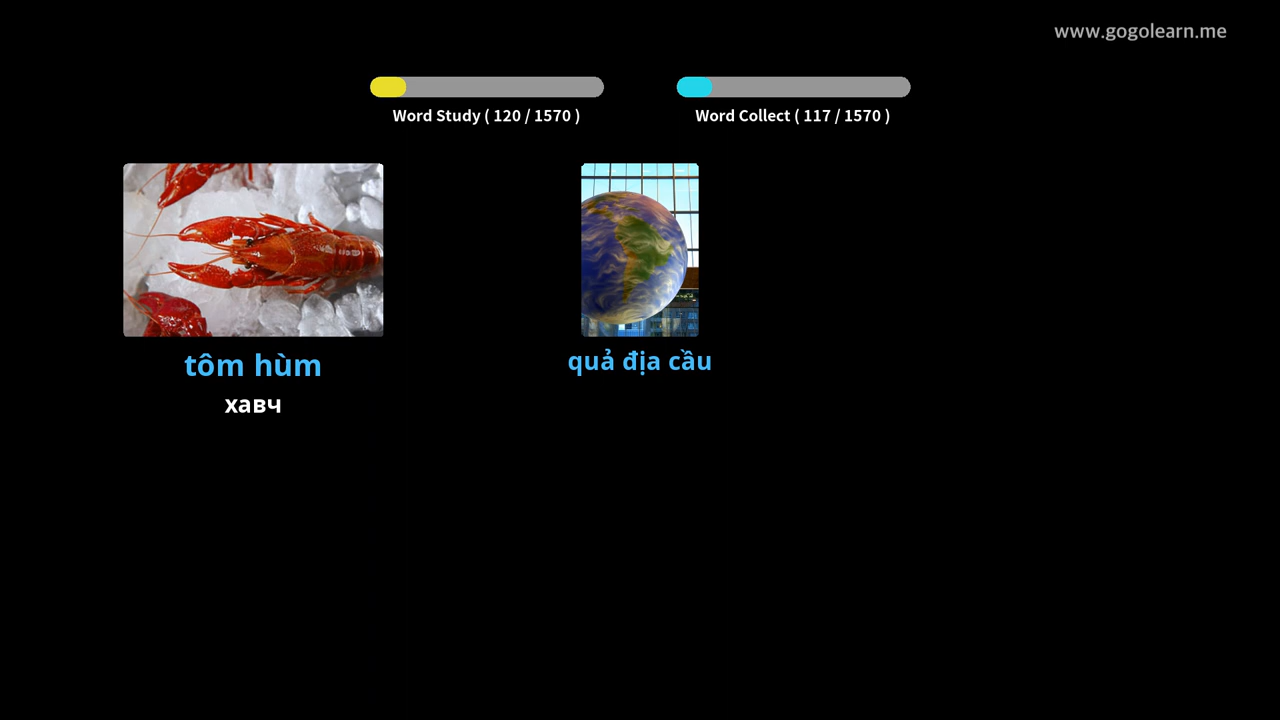 www.gogolearn.me
Word Study ( 120 / 1570 )
Word Collect ( 117 / 1570 )
tôm hùm
хавч
quả địa cầu